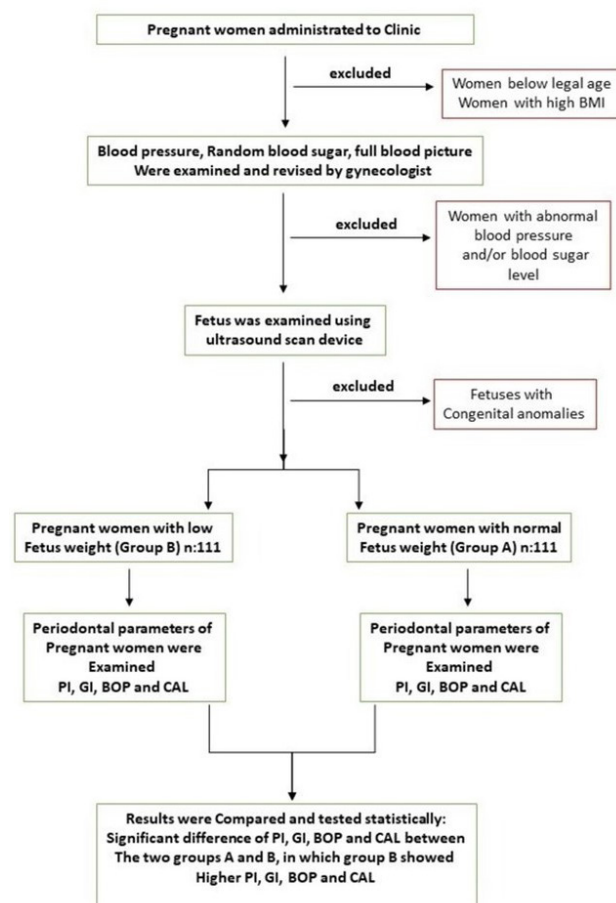 Pregnant women administrated to Clinic
excluded
Women below legal age
Women with high BMI
Blood pressure, Random blood sugar, full blood picture
Were examined and revised by gynecologist
excluded
Women with abnormal
blood pressure
and/or blood sugar
level
Fetus was examined using
ultrasound scan device
excluded
Fetuses with
Congenital anomalies
Pregnant women with low
Fetus weight (Group B) n:111
Pregnant women with normal
Fetus weight (Group A) n:111
Periodontal parameters of
Pregnant women were
Examined
PI, GI, BOP and CAL
Periodontal parameters of
Pregnant women were
Examined
PI, GI, BOP and CAL
Results were Compared and tested statistically:
Significant difference of PI, GI, BOP and CAL between
The two groups A and B, in which group B showed
Higher PI, GI, BOP and CAL